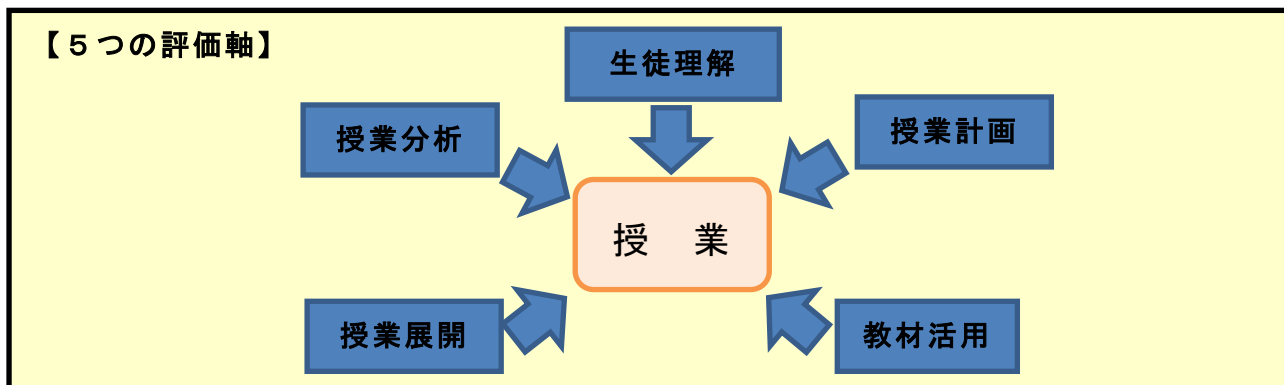 【５つの評価軸】
生徒理解
授業分析
授業計画
授　業
授業展開
教材活用